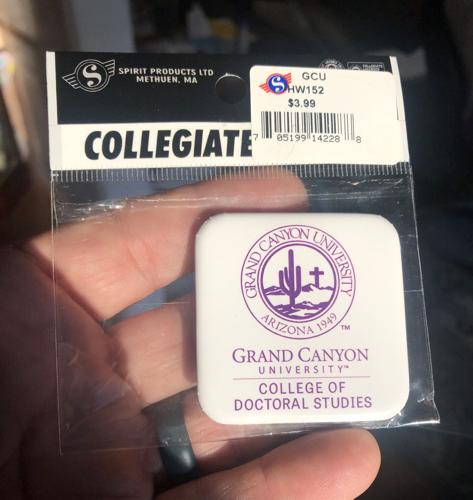 S
SPIRIT PRODUCTS LTD
METHUEN, MA
GCU
HW152
$3.99
7 05199 14228 8
COLLEGIATE
GRAND CANYON UNIVERSITY
ARIZONA 1949
TM
GRAND CANYON
UNIVERSITY™
COLLEGE OF
DOCTORAL STUDIES